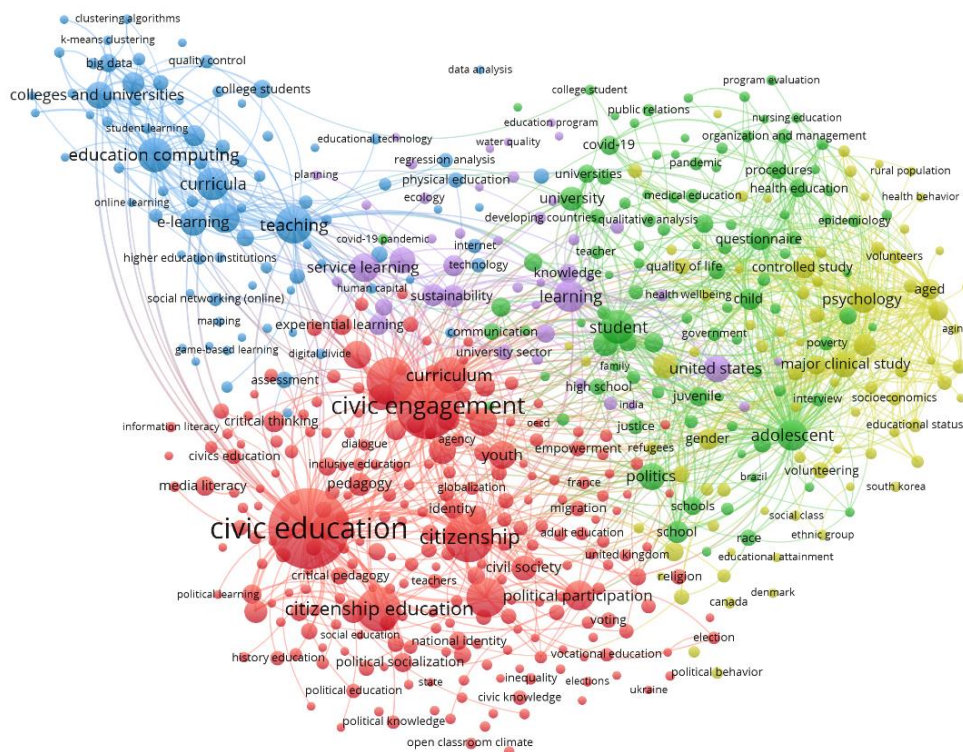 clustering algorithms
k-means clustering
big data
quality control
colleges and universities
college students
data analysis
program evaluation
college student
public relations
nursing education
student learning
educational technology
education program
water quality
covid-19
organization and management
education computing
regression analysis
pandemic
procedures
rural population
planning
physical education
universities
health education
curricula
ecology
university
medical education
health behavior
online learning
e-learning
teaching
developing countries
qualitative analysis
epidemiology
covid-19 pandemic
internet
teacher
questionnaire
higher education institutions
service learning
technology
knowledge
quality of life
controlled study
volunteers
human capital
social networking (online)
sustainability
learning
health wellbeing
child
psychology
aged
mapping
experiential learning
communication
student
government
aging
game-based learning
digital divide
university sector
family
poverty
assessment
curriculum
high school
united states
major clinical study
civic engagement
india
juvenile
interview
socioeconomics
information literacy
critical thinking
oecd
justice
educational status
dialogue
agency
empowerment
refugees
gender
adolescent
civics education
inclusive education
youth
media literacy
pedagogy
globalization
france
politics
brazil
volunteering
south korea
identity
migration
schools
social class
civic education
citizenship
adult education
school
race
ethnic group
united kingdom
educational attainment
critical pedagogy
teachers
civil society
religion
political learning
political participation
canada
denmark
citizenship education
voting
social education
national identity
election
history education
political socialization
vocational education
political behavior
political education
state
inequality
elections
ukraine
civic knowledge
political knowledge
open classroom climate